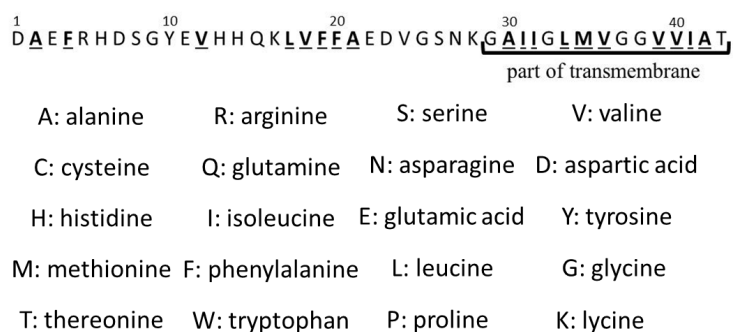 1 10 20 30 40
D A E F R H D S G Y E V H H Q K L V F F A E D V G S N K G A I I G L M V G G V V I A T
part of transmembrane
A: alanine R: arginine S: serine V: valine
C: cysteine Q: glutamine N: asparagine D: aspartic acid
H: histidine I: isoleucine E: glutamic acid Y: tyrosine
M: methionine F: phenylalanine L: leucine G: glycine
T: thereonine W: tryptophan P: proline K: lycine